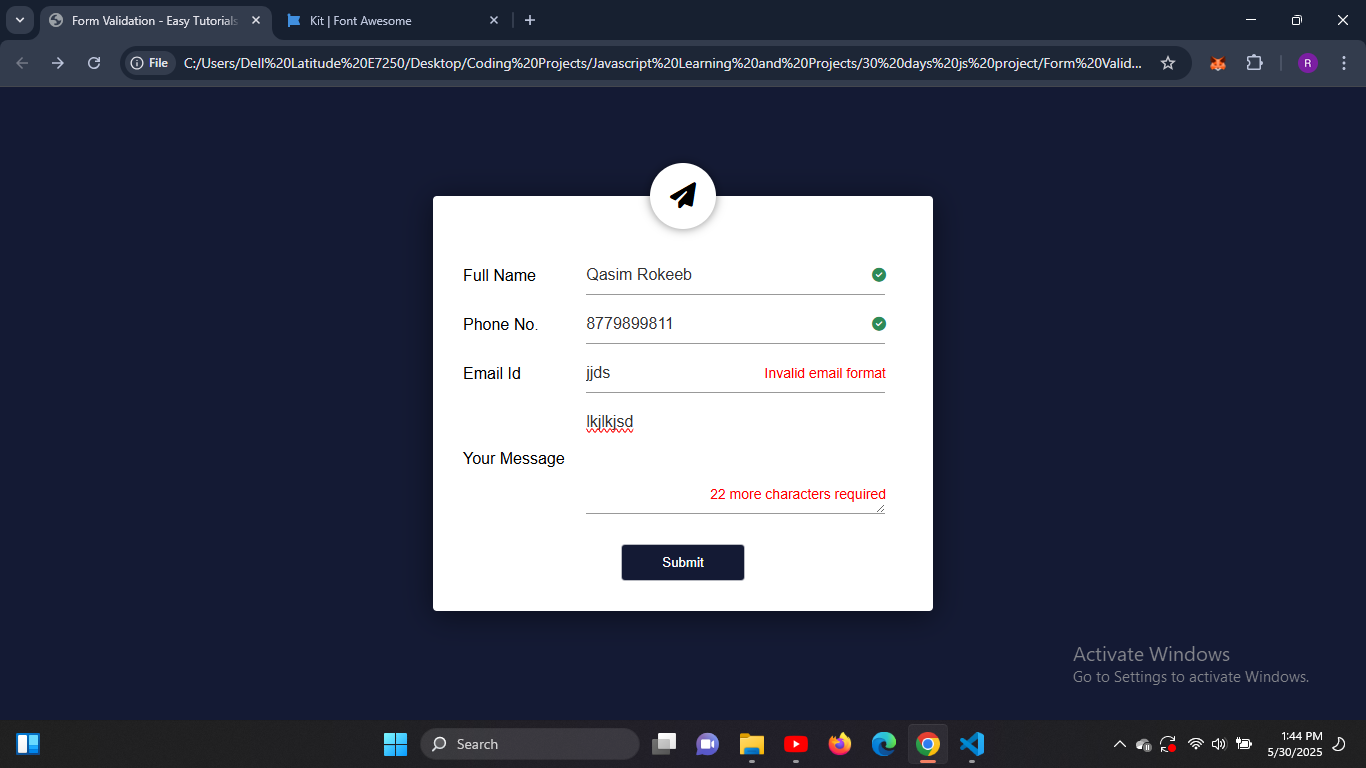 Form Validation - Easy Tutorials
Kit | Font Awesome
File
C:/Users/Dell%20Latitude%20E7250/Desktop/Coding%20Projects/Javascript%20Learning%20and%20Projects/30%20days%20js%20project/Form%20Valid...
R
Full Name
Qasim Rokeeb
Phone No.
8779899811
Email Id
jjds
Invalid email format
lkjlkjsd
Your Message
22 more characters required
Submit
Activate Windows
Go to Settings to activate Windows.
Search
1:44 PM
5/30/2025